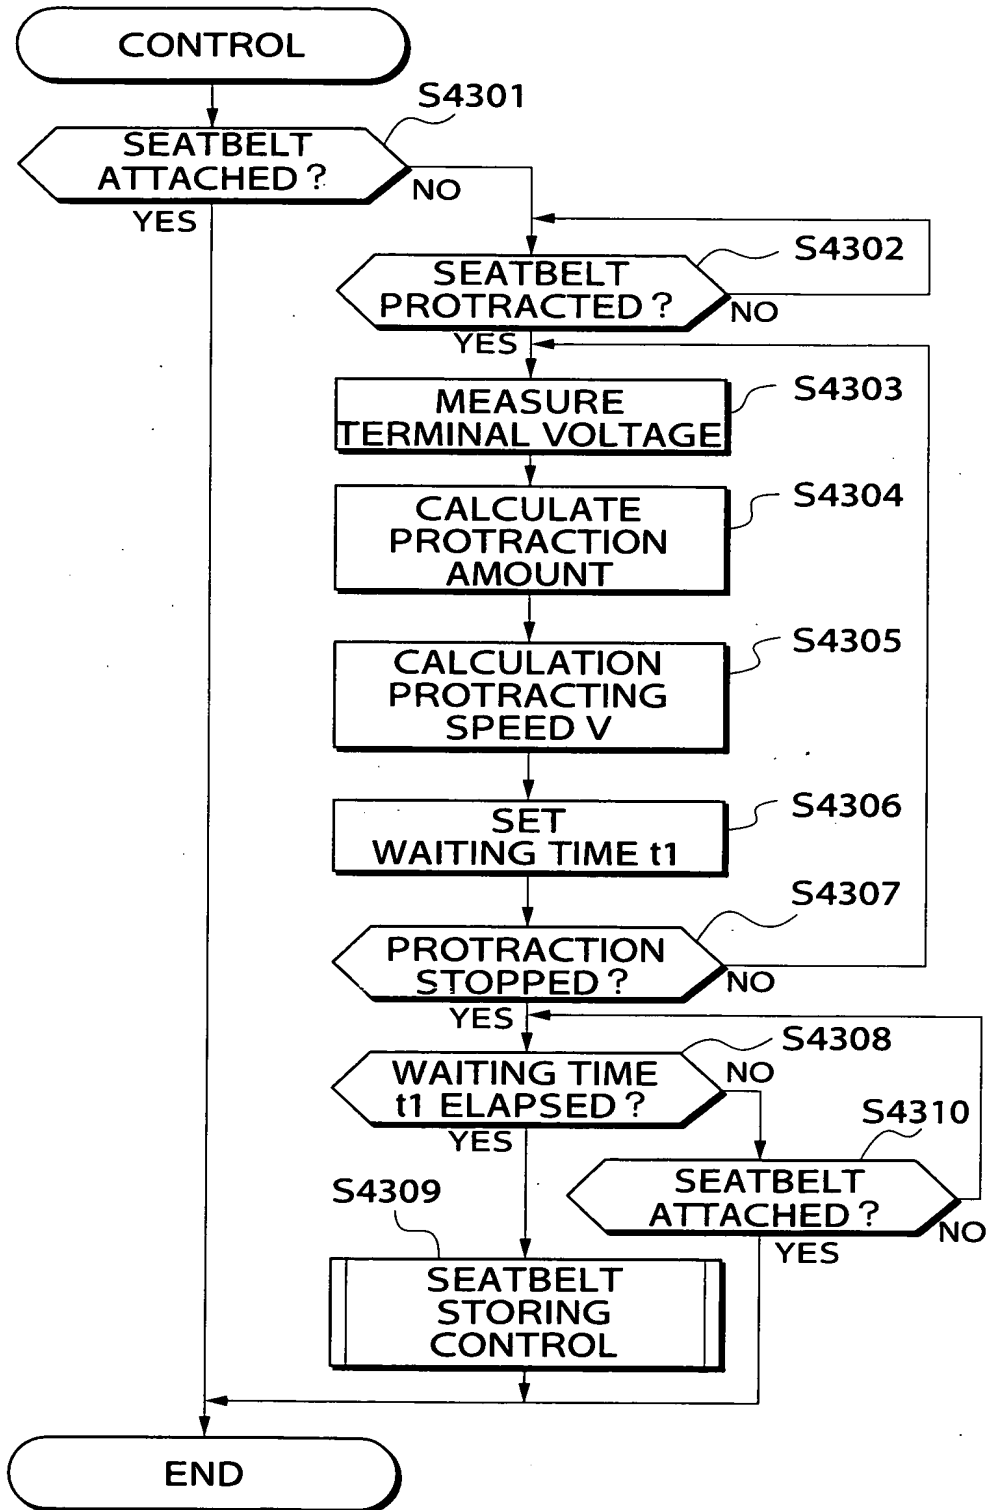 CONTROL
S4301
SEATBELT
ATTACHED?
NO
YES
S4302
SEATBELT
PROTRACTED?
NO
YES
S4303
MEASURE
TERMINAL VOLTAGE
S4304
CALCULATE
PROTRACTION
AMOUNT
S4305
CALCULATION
PROTRACTING
SPEED V
S4306
SET
WAITING TIME t1
S4307
PROTRACTION
STOPPED?
NO
YES
S4308
WAITING TIME
t1 ELAPSED?
NO
YES
S4310
SEATBELT
ATTACHED?
NO
YES
S4309
SEATBELT
STORING
CONTROL
END